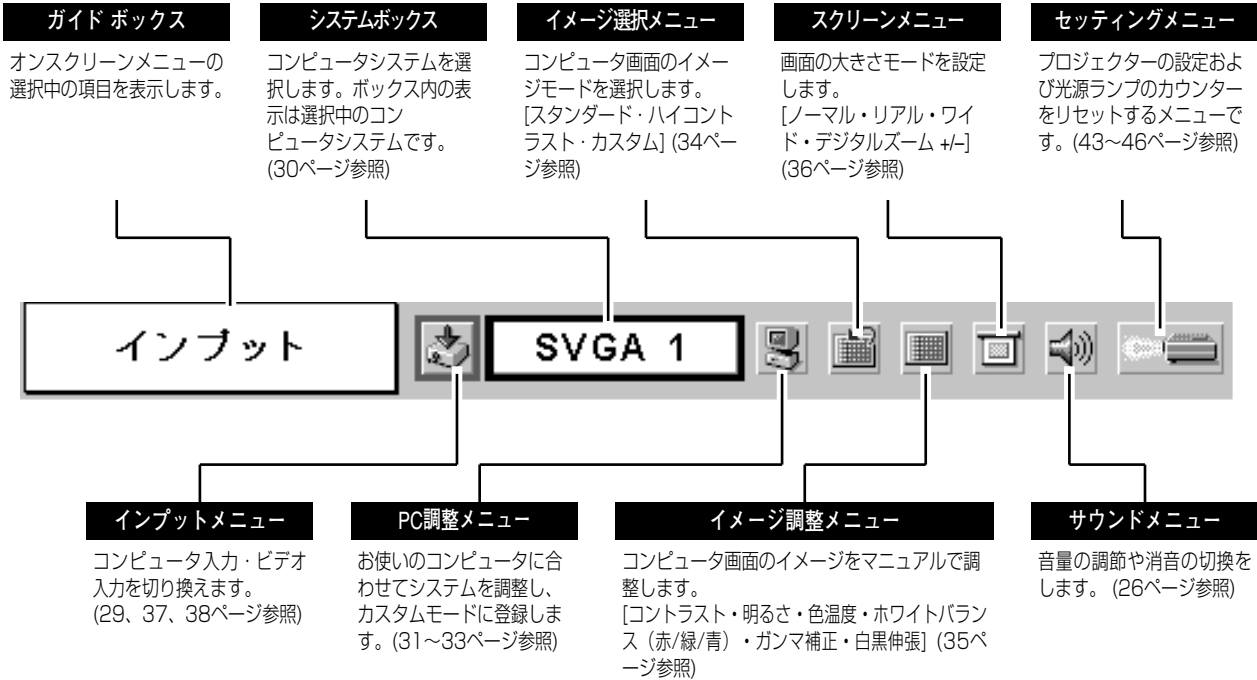 ガイド ボックス
オンスクリーンメニューの
選択中の項目を表示します。
システムボックス
コンピュータシステムを選
択します。ボックス内の表
示は選択中のコン
ピュータシステムです。
(30ページ参照)
イメージ選択メニュー
コンピュータ画面のイメー
ジモードを選択します。
[スタンダード・ハイコント
ラスト・カスタム] (34ペー
ジ参照)
スクリーンメニュー
画面の大きさモードを設定
します。
[ノーマル・リアル・ワイ
ド・デジタルズーム +/–]
(36ページ参照)
セッティングメニュー
プロジェクターの設定およ
び光源ランプのカウンター
をリセットするメニューで
す。(43〜46ページ参照)
インプット
SVGA 1
インプットメニュー
コンピュータ入力・ビデオ
入力を切り換えます。
(29、37、38ページ参照)
PC調整メニュー
お使いのコンピュータに合
わせてシステムを調整し、
カスタムモードに登録しま
す。(31〜33ページ参照)
イメージ調整メニュー
コンピュータ画面のイメージをマニュアルで調
整します。
[コントラスト・明るさ・色温度・ホワイトバラン
ス（赤/緑/青）・ガンマ補正・白黒伸張] (35ペ
ージ参照)
サウンドメニュー
音量の調節や消音の切換を
します。 (26ページ参照)